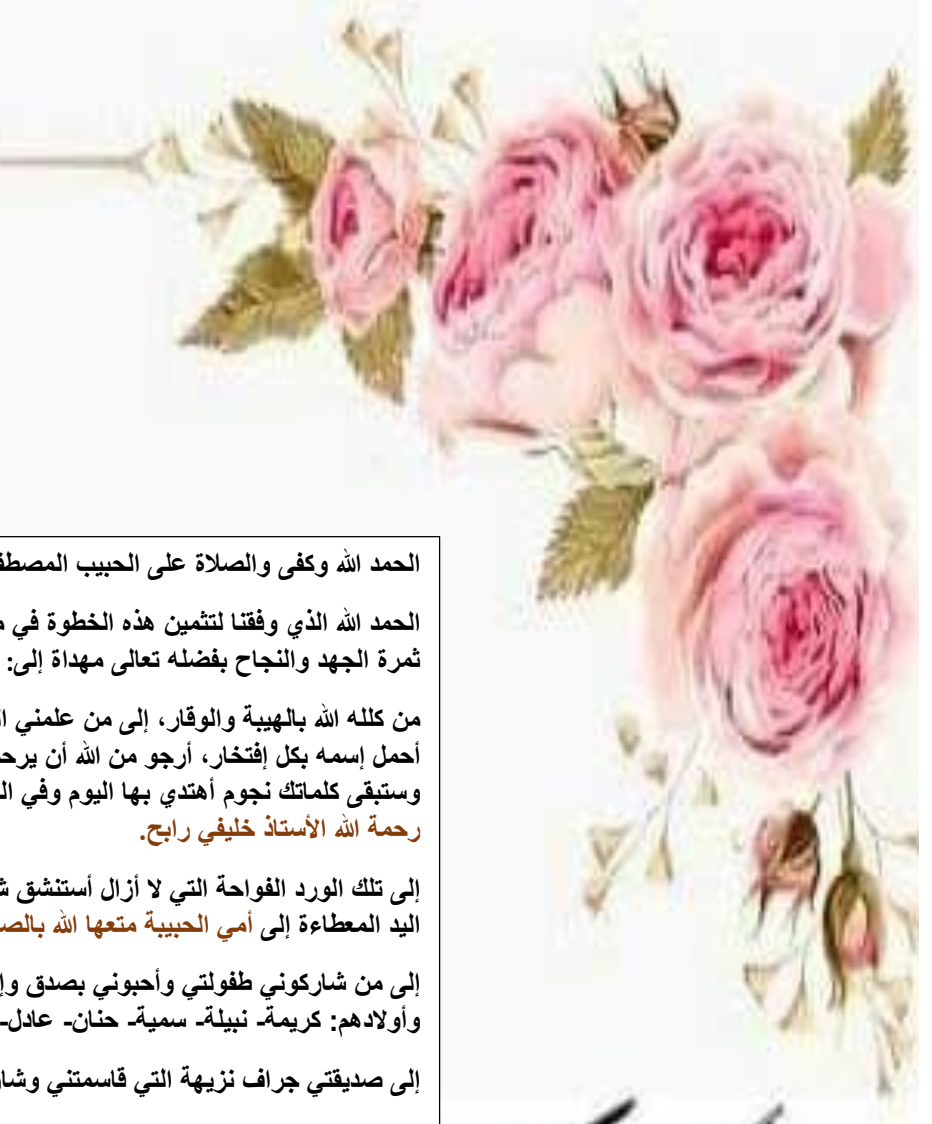 الحمد الله وكفى والصلاة على الحبيب
الحمد الله الذي وفقنا لتثمين هذه الخطوة في
ثمرة الجهد والنجاح بفضله تعالى مهداة إلى:
من كلله الله بالهيبة والوقار، إلى من علمني
أحمل إسمه بكل إفتخار، أرجو من الله أن
وستبقى كلماتك نجوم أهتدي بها اليوم وفي
رحمة الله الأستاذ خليفي رابح.
إلى تلك الورد الفواحة التي لا أزال أستنشق
اليد المعطاءة إلى أمي الحبيبة متعها الله
إلى من شاركوني طفولتي وأحبوني بصدق
وأولادهم: كريمة- نبيلة- سمية- حنان- عادل-
إلى صديقتي جراف نزيهة التي قاسمتني